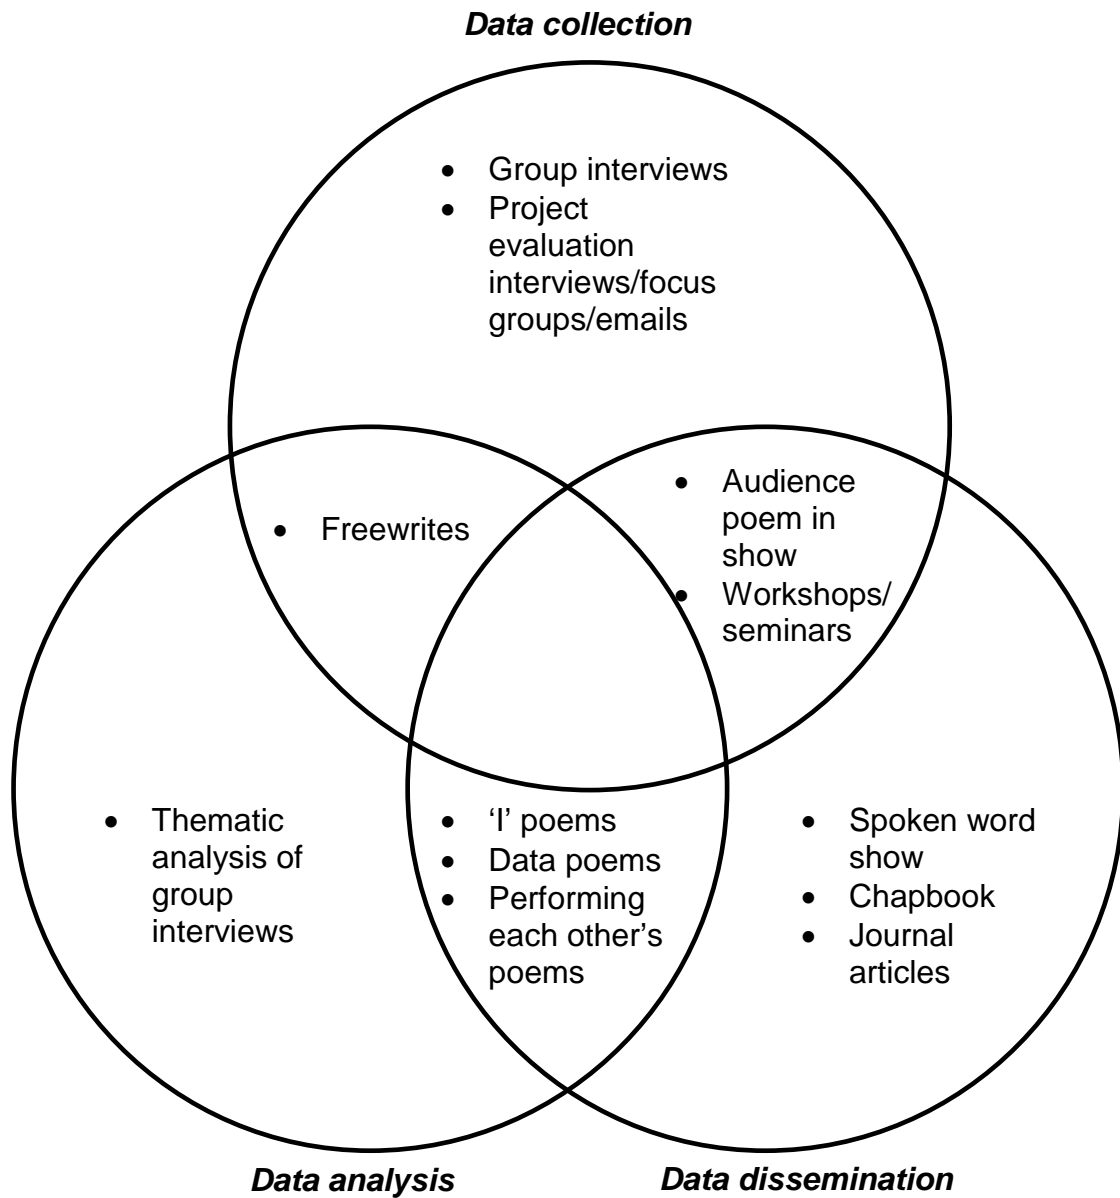 Data collection
• Group interviews
• Project
evaluation
interviews/focus
groups/emails
• Freewrites
• Audience
poem in
show
• Workshops/
seminars
• Thematic
analysis of
group
interviews
• ‘I’ poems
• Data poems
• Performing
each other’s
poems
• Spoken word
show
• Chapbook
• Journal
articles
Data analysis
Data dissemination